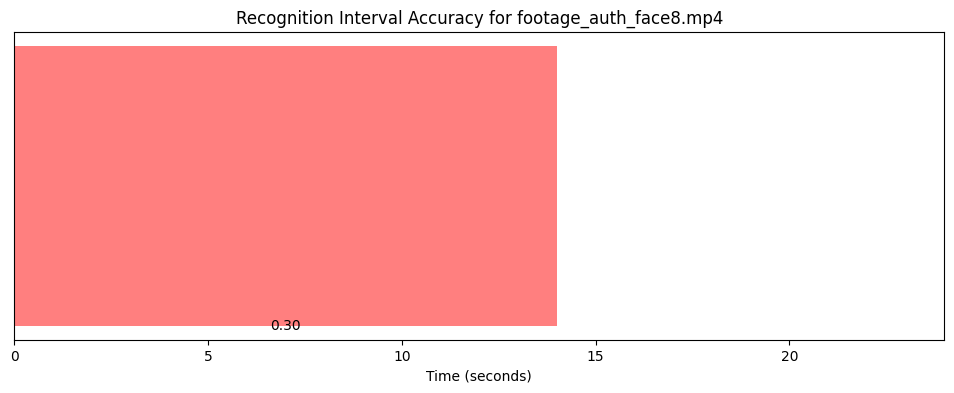 Recognition Interval Accuracy for footage_auth_face8.mp4
0.30
0 5 10 15 20
Time (seconds)